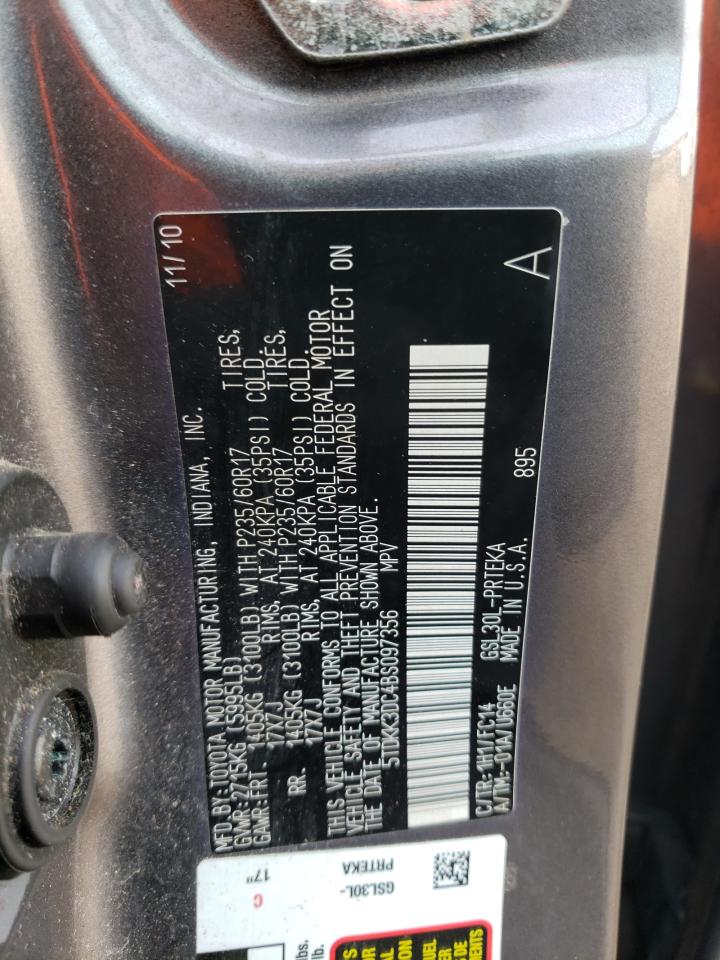 11/10
MFD.BY:TOYOTA MOTOR MANUFACTURING, INDIANA, INC.
GVWR:2715KG (5995LB)
GAWR:FRT. 1405KG (3100LB) WITH P235/60R17 TIRES,
17X7J RIMS, AT 240KPA (35PSI) COLD.
RR. 1405KG (3100LB) WITH P235/60R17 TIRES,
17X7J RIMS, AT 240KPA (35PSI) COLD.
THIS VEHICLE CONFORMS TO ALL APPLICABLE FEDERAL MOTOR
VEHICLE SAFETY AND THEFT PREVENTION STANDARDS IN EFFECT ON
THE DATE OF MANUFACTURE SHOWN ABOVE.
5TDKK3DC4BS097356 MPV
C/TR:1H1/FC14 GSL30L-PRTEKA 895
A/TM:-01A/U660E MADE IN U.S.A.
A
GSL30L-
PRTEKA
C
17"
lbs.
lb.